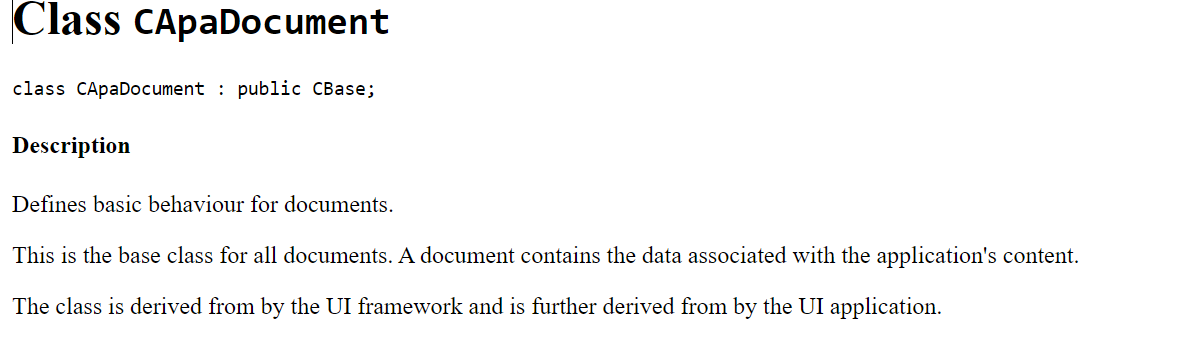 Class CApaDocument
class CApaDocument : public CBase;
Description
Defines basic behaviour for documents.
This is the base class for all documents. A document contains the data associated with the application's content.
The class is derived from by the UI framework and is further derived from by the UI application.